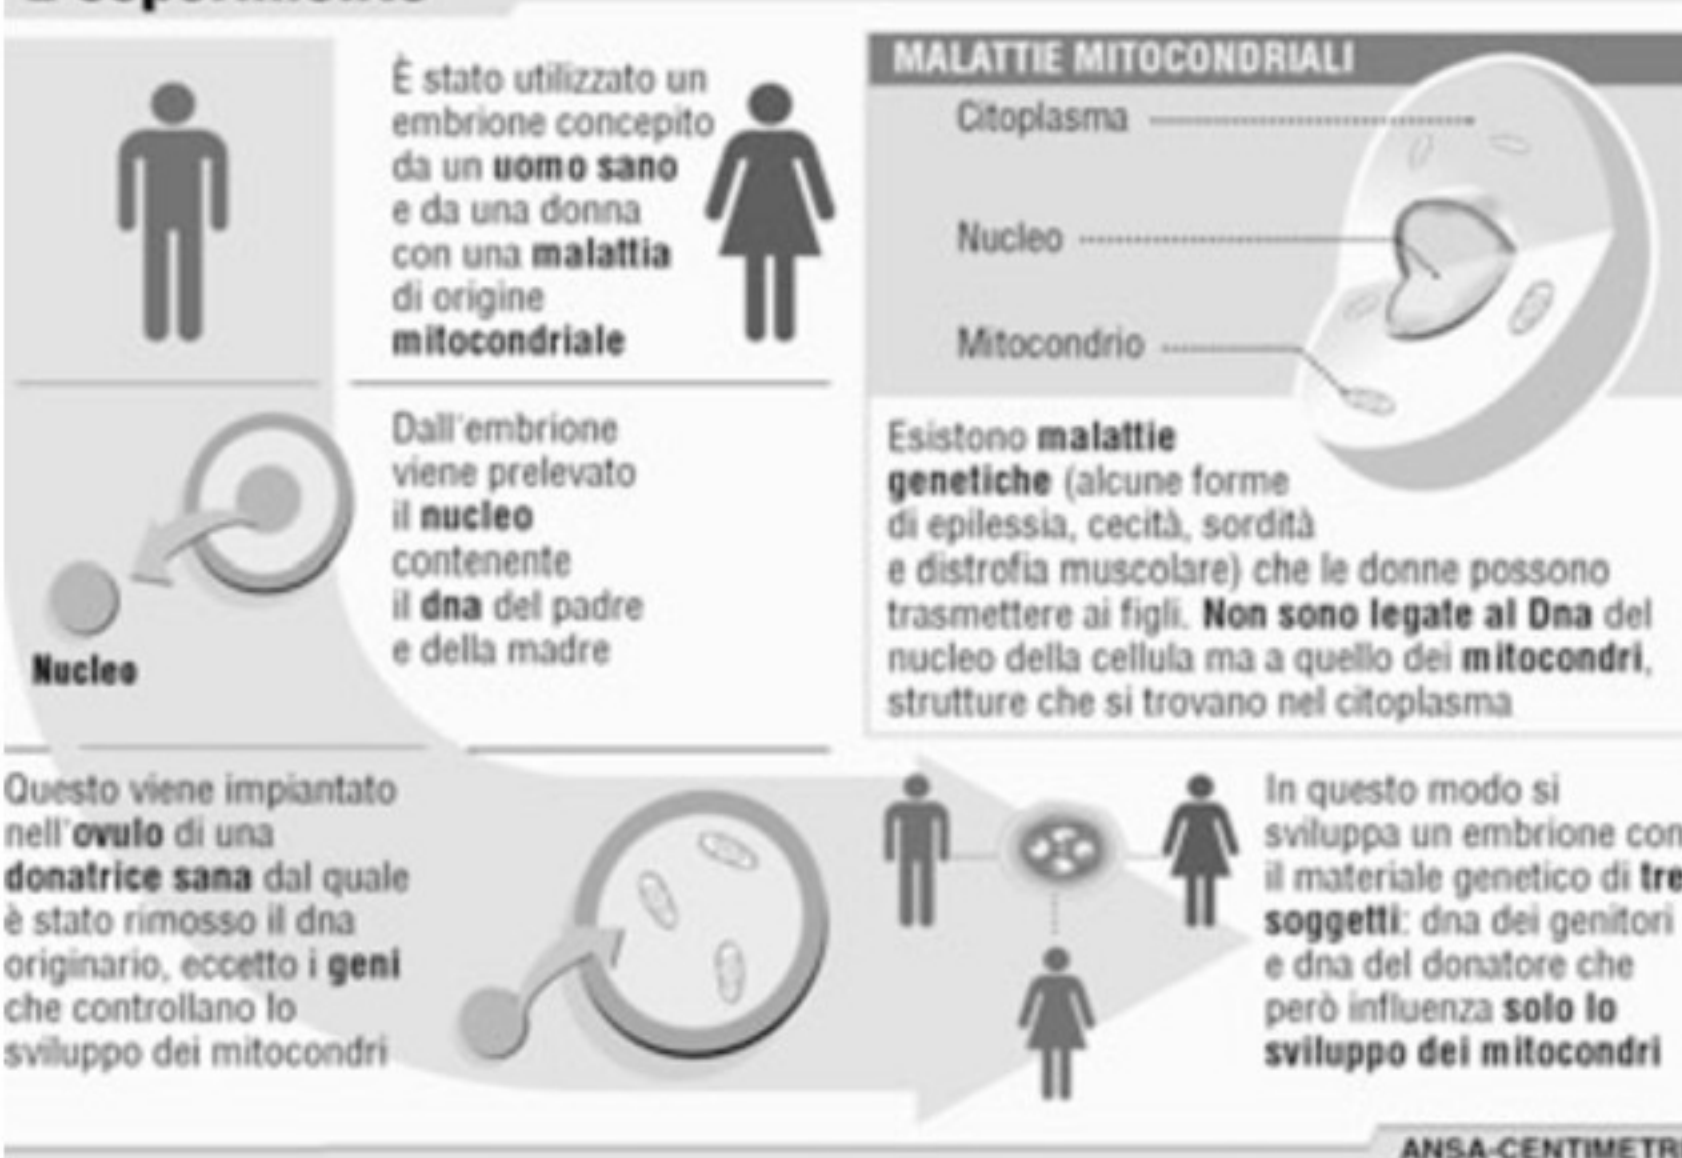 È stato utilizzato un
embrione concepito
da un uomo sano
e da una donna
con una malattia
di origine
mitocondriale
Dall'embrione
viene prelevato
il nucleo
contenente
il dna del padre
e della madre
Nucleo
MALATTIE MITOCONDRIALI
Citoplasma
Nucleo
Mitocondrio
Esistono malattie
genetiche (alcune forme
di epilessia, cecità, sordità
e distrofia muscolare) che le donne possono
trasmettere ai figli. Non sono legate al Dna del
nucleo della cellula ma a quello dei mitocondri,
strutture che si trovano nel citoplasma
Questo viene impiantato
nell'ovulo di una
donatrice sana dal quale
è stato rimosso il dna
originario, eccetto i geni
che controllano lo
sviluppo dei mitocondri
In questo modo si
sviluppa un embrione con
il materiale genetico di tre
soggetti: dna dei genitori
e dna del donatore che
però influenza solo lo
sviluppo dei mitocondri
ANSA-CENTIMETRI